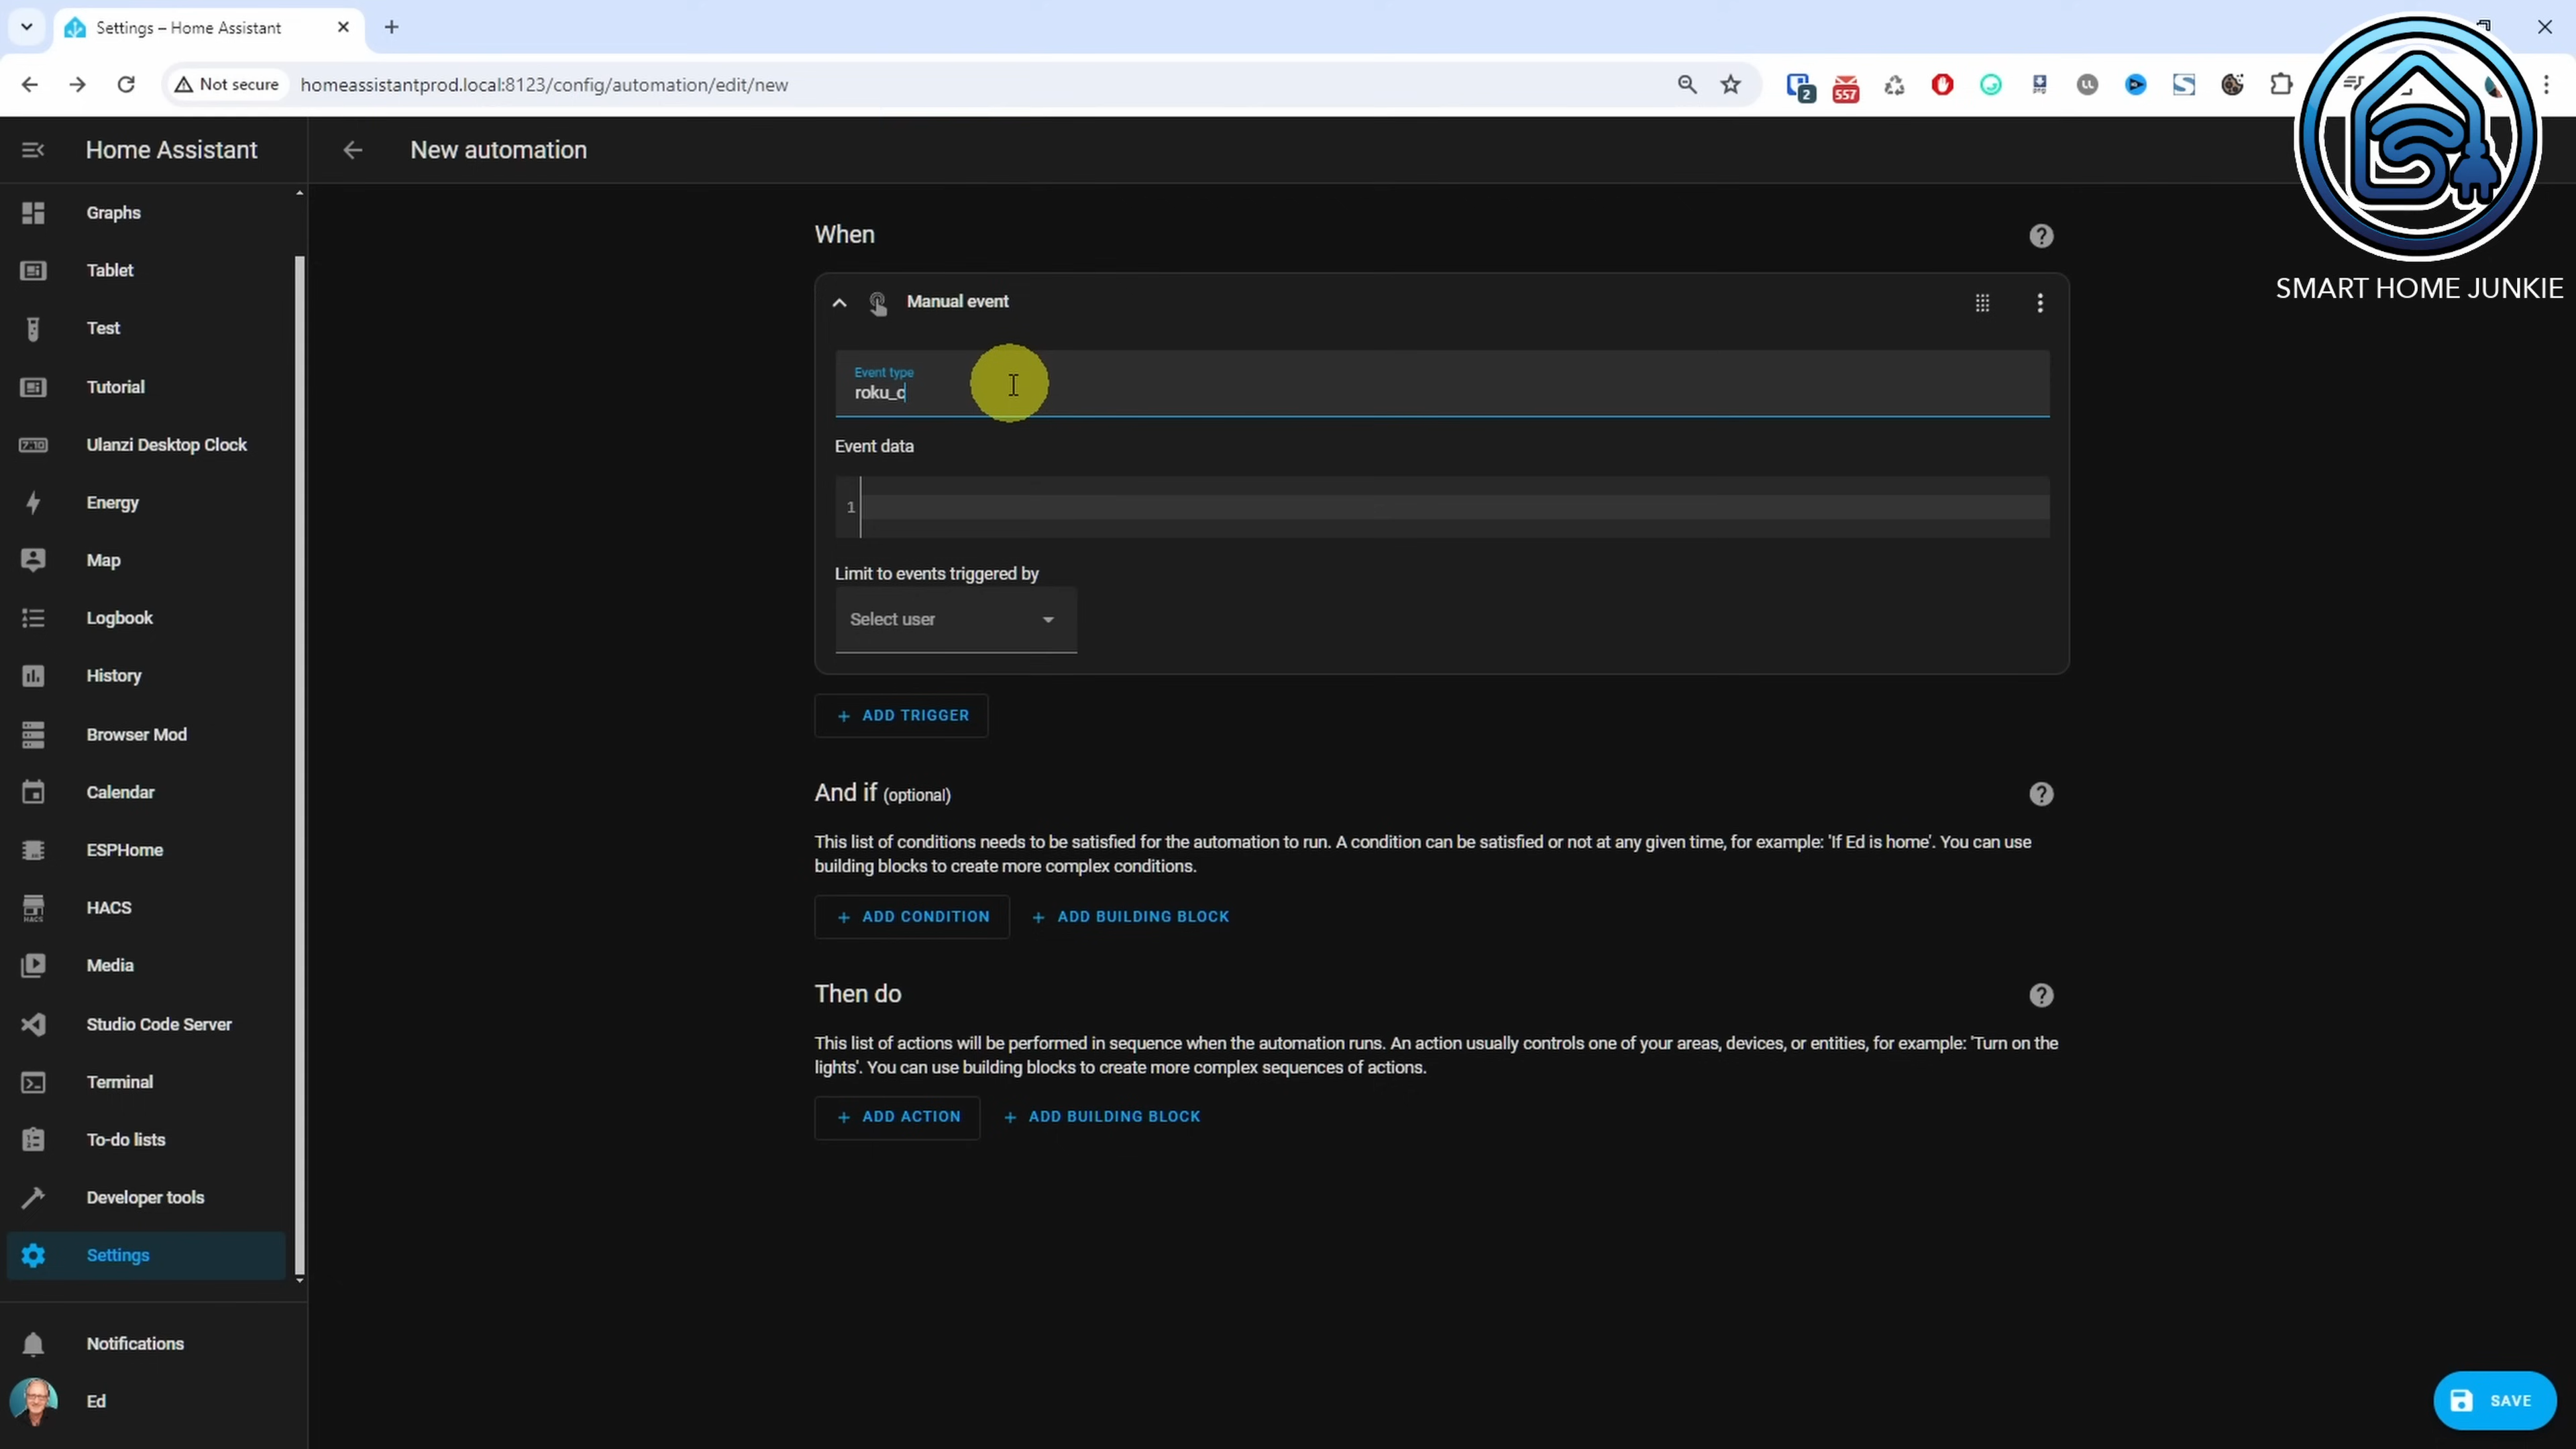 Settings – Home Assistant
Not secure
homeassistantprod.local:8123/config/automation/edit/new
2
557
Home Assistant
New automation
Graphs
Tablet
Test
Tutorial
7:10
Ulanzi Desktop Clock
Energy
Map
Logbook
History
Browser Mod
Calendar
ESPHome
HACS
HACS
Media
Studio Code Server
Terminal
To-do lists
Developer tools
Settings
Notifications
Ed
SMART HOME JUNKIE
When
Manual event
Event type
roku_c
Event data
1
Limit to events triggered by
Select user
ADD TRIGGER
And if (optional)
This list of conditions needs to be satisfied for the automation to run. A condition can be satisfied or not at any given time, for example: 'If Ed is home'. You can use
building blocks to create more complex conditions.
ADD CONDITION
ADD BUILDING BLOCK
Then do
This list of actions will be performed in sequence when the automation runs. An action usually controls one of your areas, devices, or entities, for example: 'Turn on the
lights'. You can use building blocks to create more complex sequences of actions.
ADD ACTION
ADD BUILDING BLOCK
SAVE